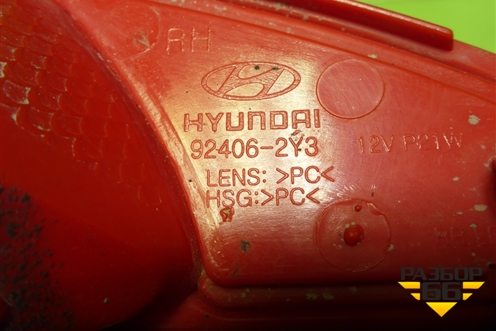 RH
HYUNDAI
92406-2Y3
12V P21W
LENS: >PC<
HSG:>PC<
РАЗБОР
66